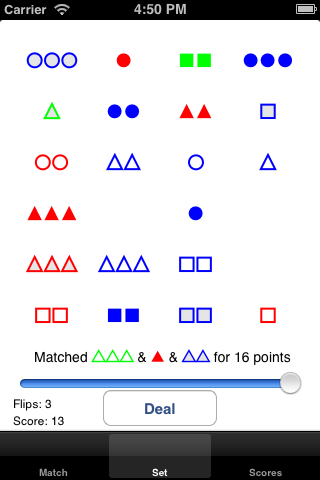 Carrier 4:50 PM
Matched & & for 16 points
Flips: 3
Score: 13
Deal
Match Set Scores